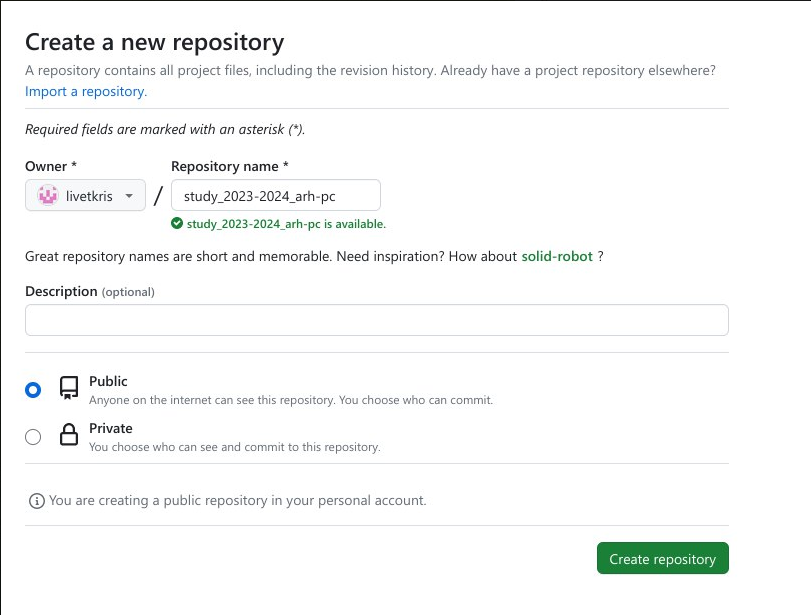 Create a new repository
A repository contains all project files, including the revision history. Already have a project repository elsewhere?
Import a repository.
Required fields are marked with an asterisk (*).
Owner * Repository name *
livetkris / study_2023-2024_arh-pc
study_2023-2024_arh-pc is available.
Great repository names are short and memorable. Need inspiration? How about solid-robot ?
Description (optional)
Public
Anyone on the internet can see this repository. You choose who can commit.
Private
You choose who can see and commit to this repository.
You are creating a public repository in your personal account.
Create repository